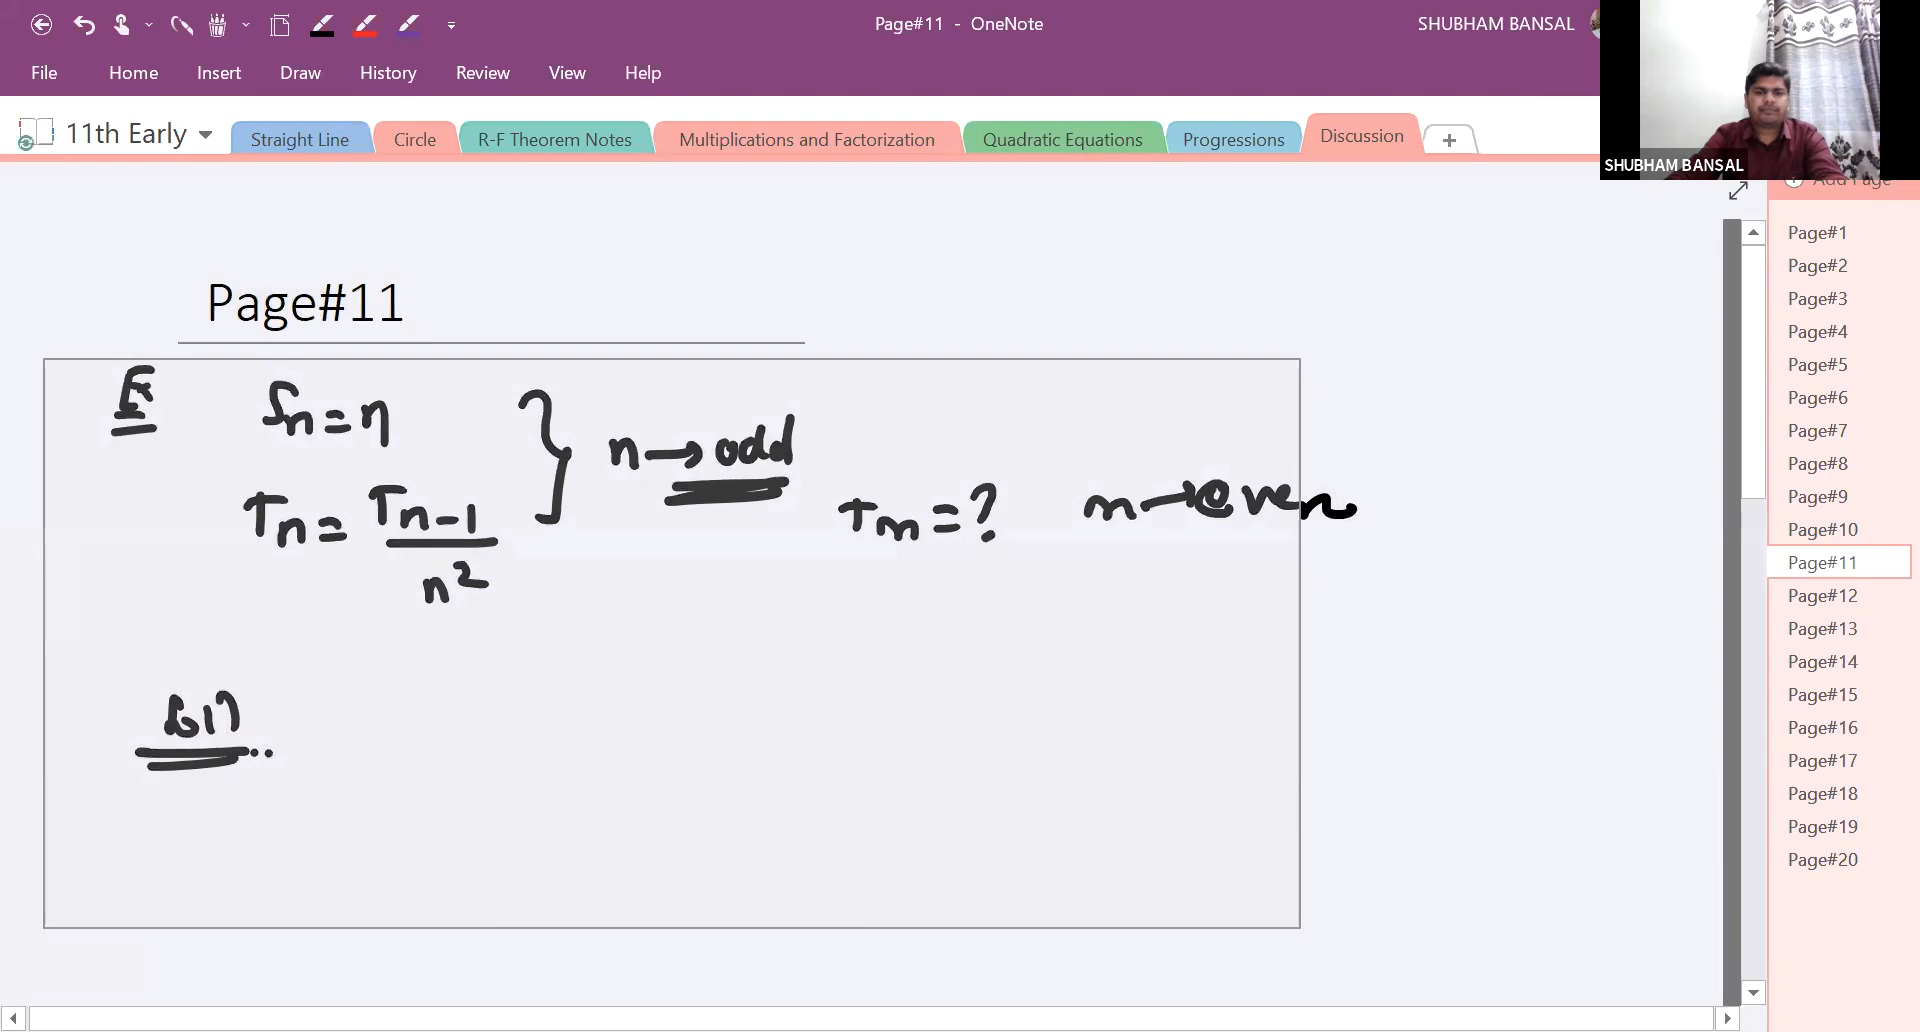 Page#11 - OneNote
SHUBHAM BANSAL
File Home Insert Draw History Review View Help
11th Early
Straight Line
Circle
R-F Theorem Notes
Multiplications and Factorization
Quadratic Equations
Progressions
Discussion
SHUBHAM BANSAL
Add Page
Page#1
Page#2
Page#3
Page#4
Page#5
Page#6
Page#7
Page#8
Page#9
Page#10
Page#11
Page#12
Page#13
Page#14
Page#15
Page#16
Page#17
Page#18
Page#19
Page#20
Page#11
Ex
Sn = n
Tn = Tn-1 / n²
} n → odd
Tm = ? m → even
Sol^n